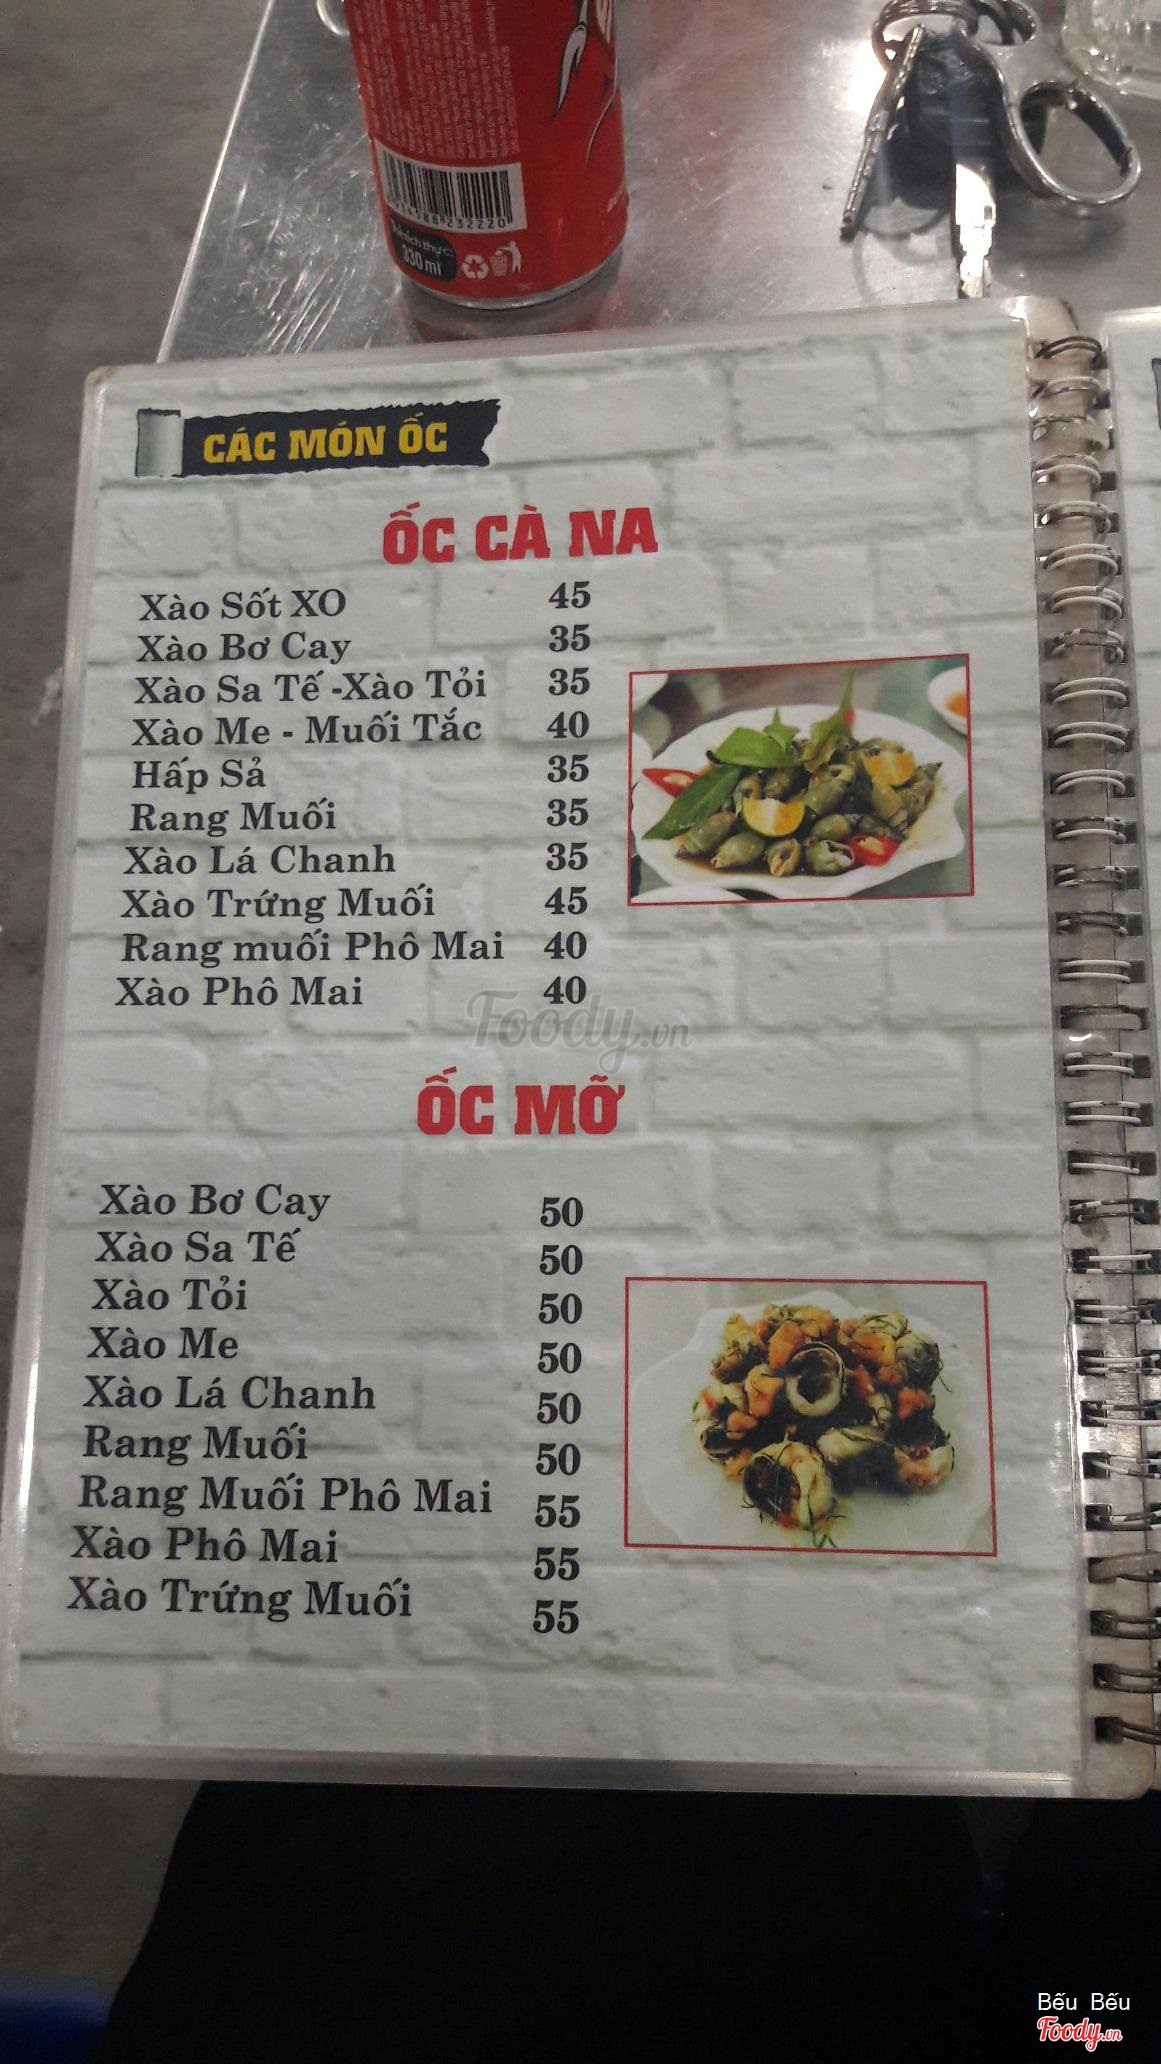 232220
330 ml
CÁC MÓN ỐC
ỐC CÀ NA
Xào Sốt XO 45
Xào Bơ Cay 35
Xào Sa Tế -Xào Tỏi 35
Xào Me - Muối Tắc 40
Hấp Sả 35
Rang Muối 35
Xào Lá Chanh 35
Xào Trứng Muối 45
Rang muối Phô Mai 40
Xào Phô Mai 40
Foody.vn
ỐC MỠ
Xào Bơ Cay 50
Xào Sa Tế 50
Xào Tỏi 50
Xào Me 50
Xào Lá Chanh 50
Rang Muối 50
Rang Muối Phô Mai 55
Xào Phô Mai 55
Xào Trứng Muối 55
Bếu Bếu
Foody.vn